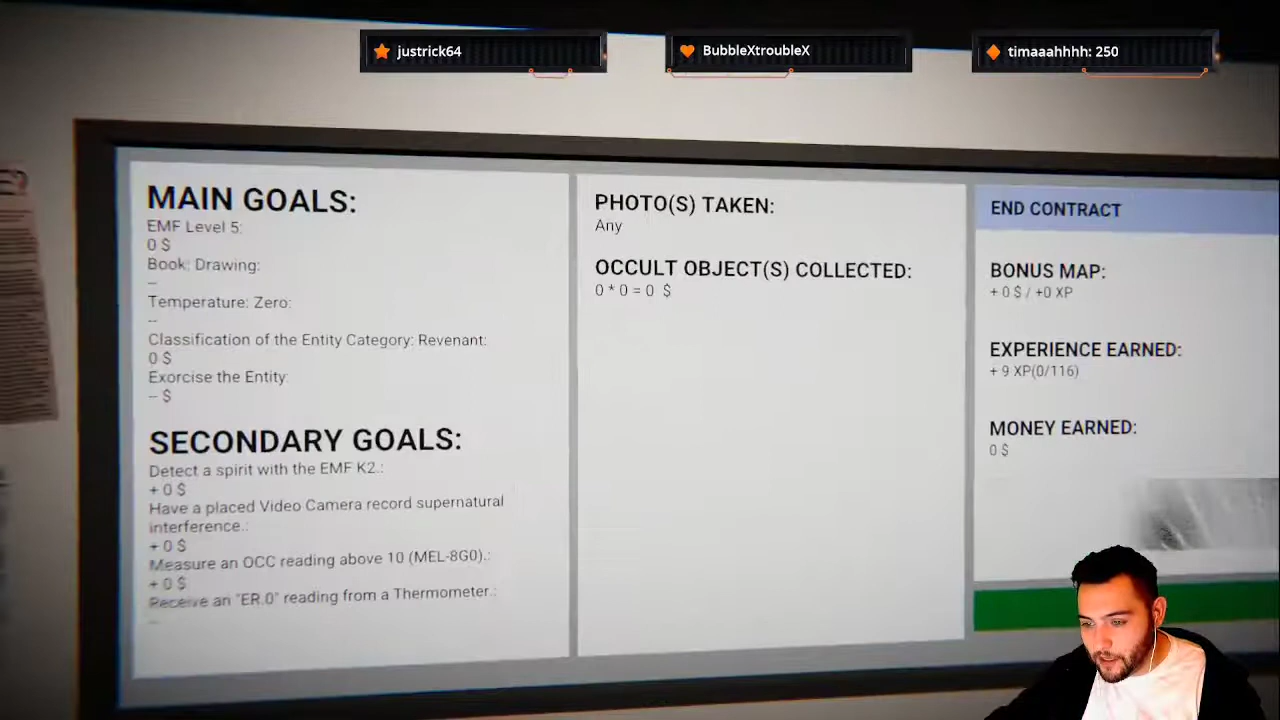 justrick64
BubbleXtroubleX
timaaahhhh: 250
E?
MAIN GOALS:
EMF Level 5:
0 $
Book: Drawing:
--
Temperature: Zero:
--
Classification of the Entity Category: Revenant:
0 $
Exorcise the Entity:
-- $
SECONDARY GOALS:
Detect a spirit with the EMF K2.:
+ 0 $
Have a placed Video Camera record supernatural
interference.:
+ 0 $
Measure an OCC reading above 10 (MEL-8G0).:
+ 0 $
Receive an "ER.0" reading from a Thermometer.:
--
PHOTO(S) TAKEN:
Any
OCCULT OBJECT(S) COLLECTED:
0 * 0 = 0 $
END CONTRACT
BONUS MAP:
+ 0 $ / +0 XP
EXPERIENCE EARNED:
+ 9 XP(0/116)
MONEY EARNED:
0 $